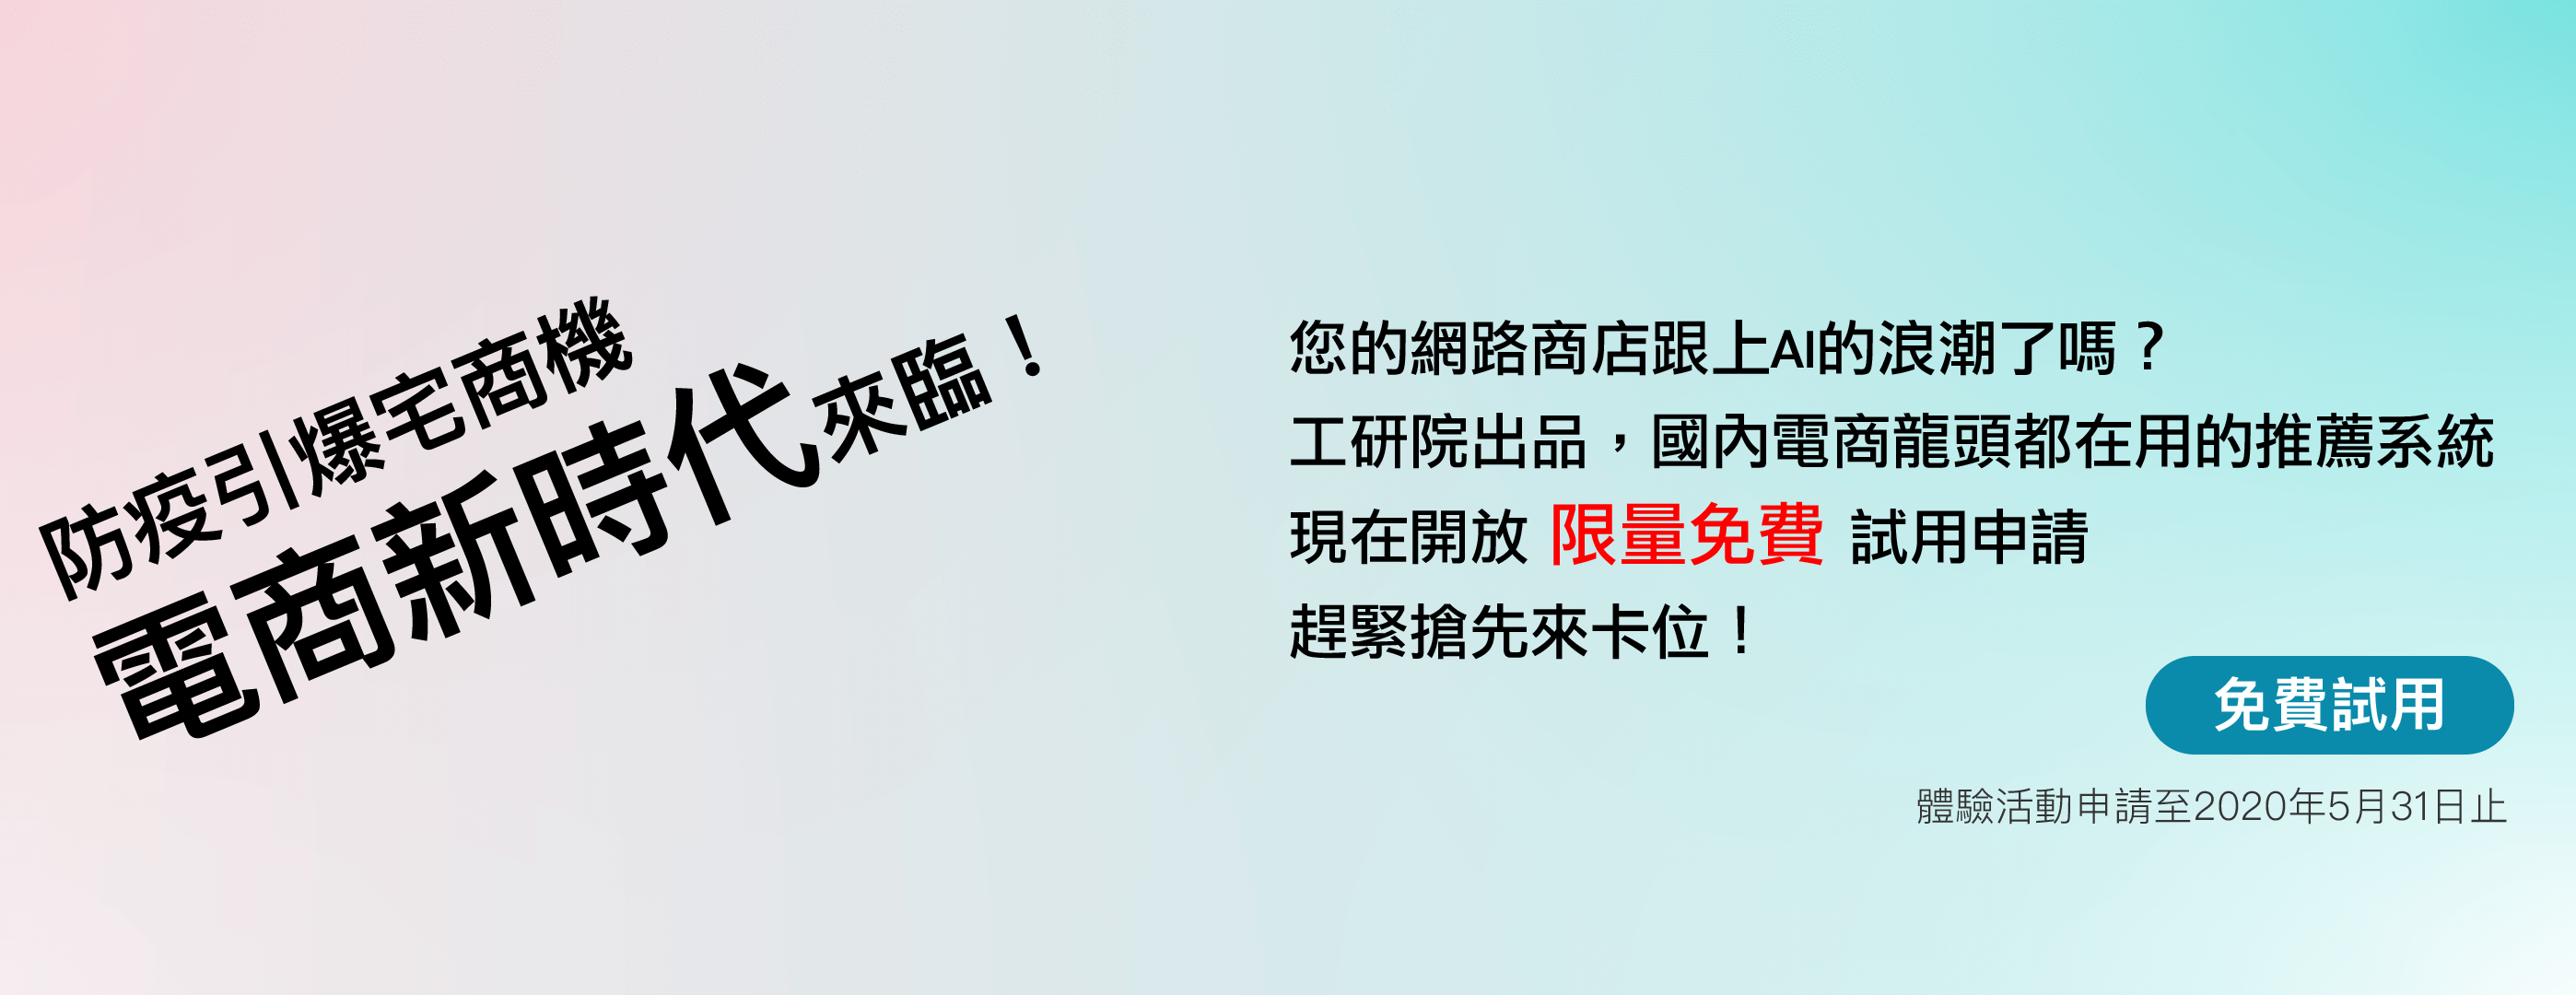 防疫引爆宅商機
電商新時代來臨！
您的網路商店跟上AI的浪潮了嗎？
工研院出品，國內電商龍頭都在用的推薦系統
現在開放 限量免費 試用申請
趕緊搶先來卡位！
免費試用
體驗活動申請至2020年5月31日止